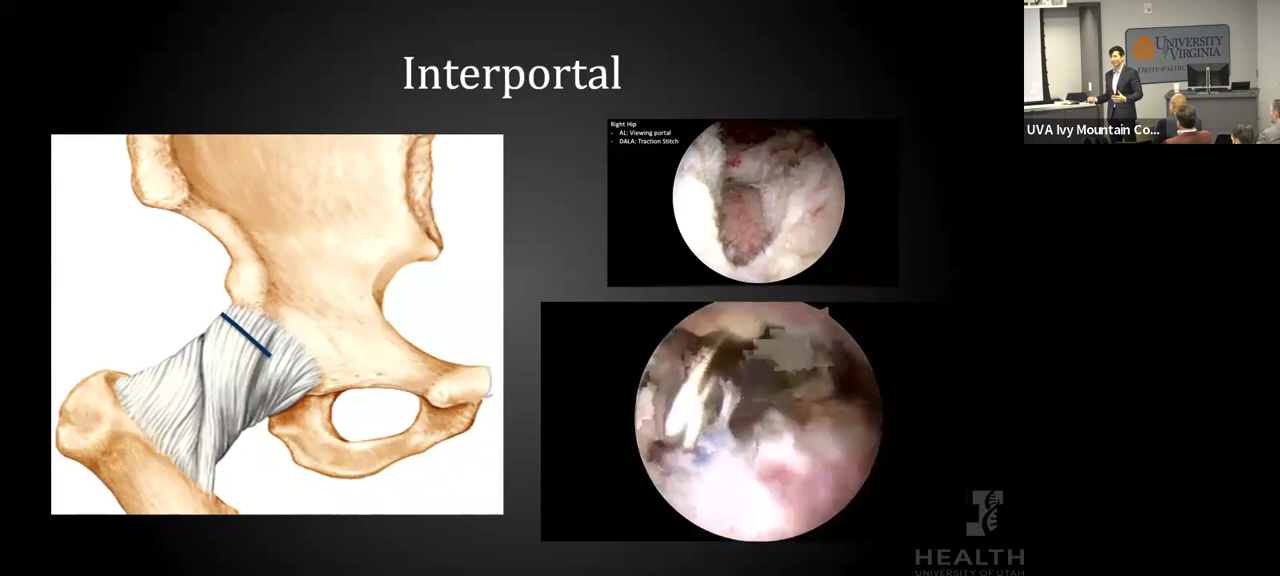 Interportal
Right Hip
- AL: Viewing portal
- DALA: Traction Stitch
UNIVERSITY
of VIRGINIA
ORTHOPAEDIC
UVA Ivy Mountain Co...
HEALTH
UNIVERSITY OF UTAH